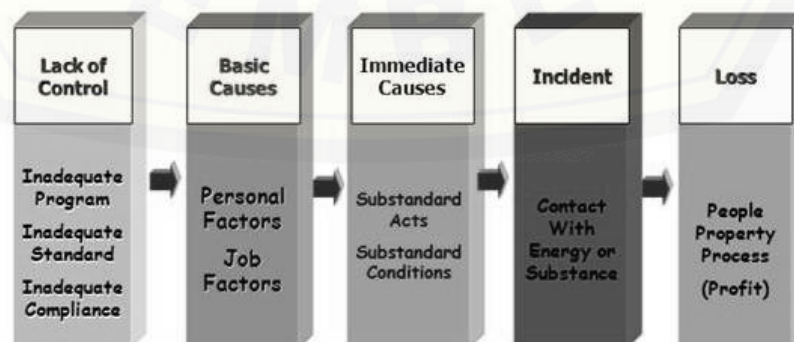 Lack of
Control
Inadequate
Program
Inadequate
Standard
Inadequate
Compliance
Basic
Causes
Personal
Factors
Job
Factors
Immediate
Causes
Substandard
Acts
Substandard
Conditions
Incident
Contact
With
Energy or
Substance
Loss
People
Property
Process
(Profit)